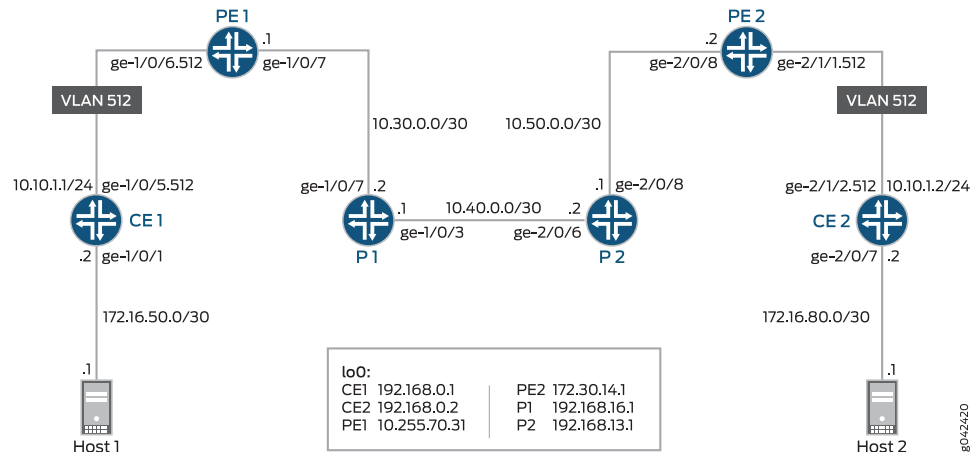 PE 1
PE 2
.1
.2
ge-1/0/6.512
ge-1/0/7
ge-2/0/8
ge-2/1/1.512
VLAN 512
VLAN 512
10.30.0.0/30
10.50.0.0/30
10.10.1.1/24
ge-1/0/5.512
ge-1/0/7
.2
.1
ge-2/0/8
ge-2/1/2.512
10.10.1.2/24
CE 1
.1
10.40.0.0/30
.2
CE 2
ge-1/0/3
ge-2/0/6
.2
ge-1/0/1
P 1
P 2
ge-2/0/7
.2
172.16.50.0/30
172.16.80.0/30
.1
.1
lo0:
CE1 192.168.0.1 PE2 172.30.14.1
CE2 192.168.0.2 P1 192.168.16.1
PE1 10.255.70.31 P2 192.168.13.1
Host 1
Host 2
g042420